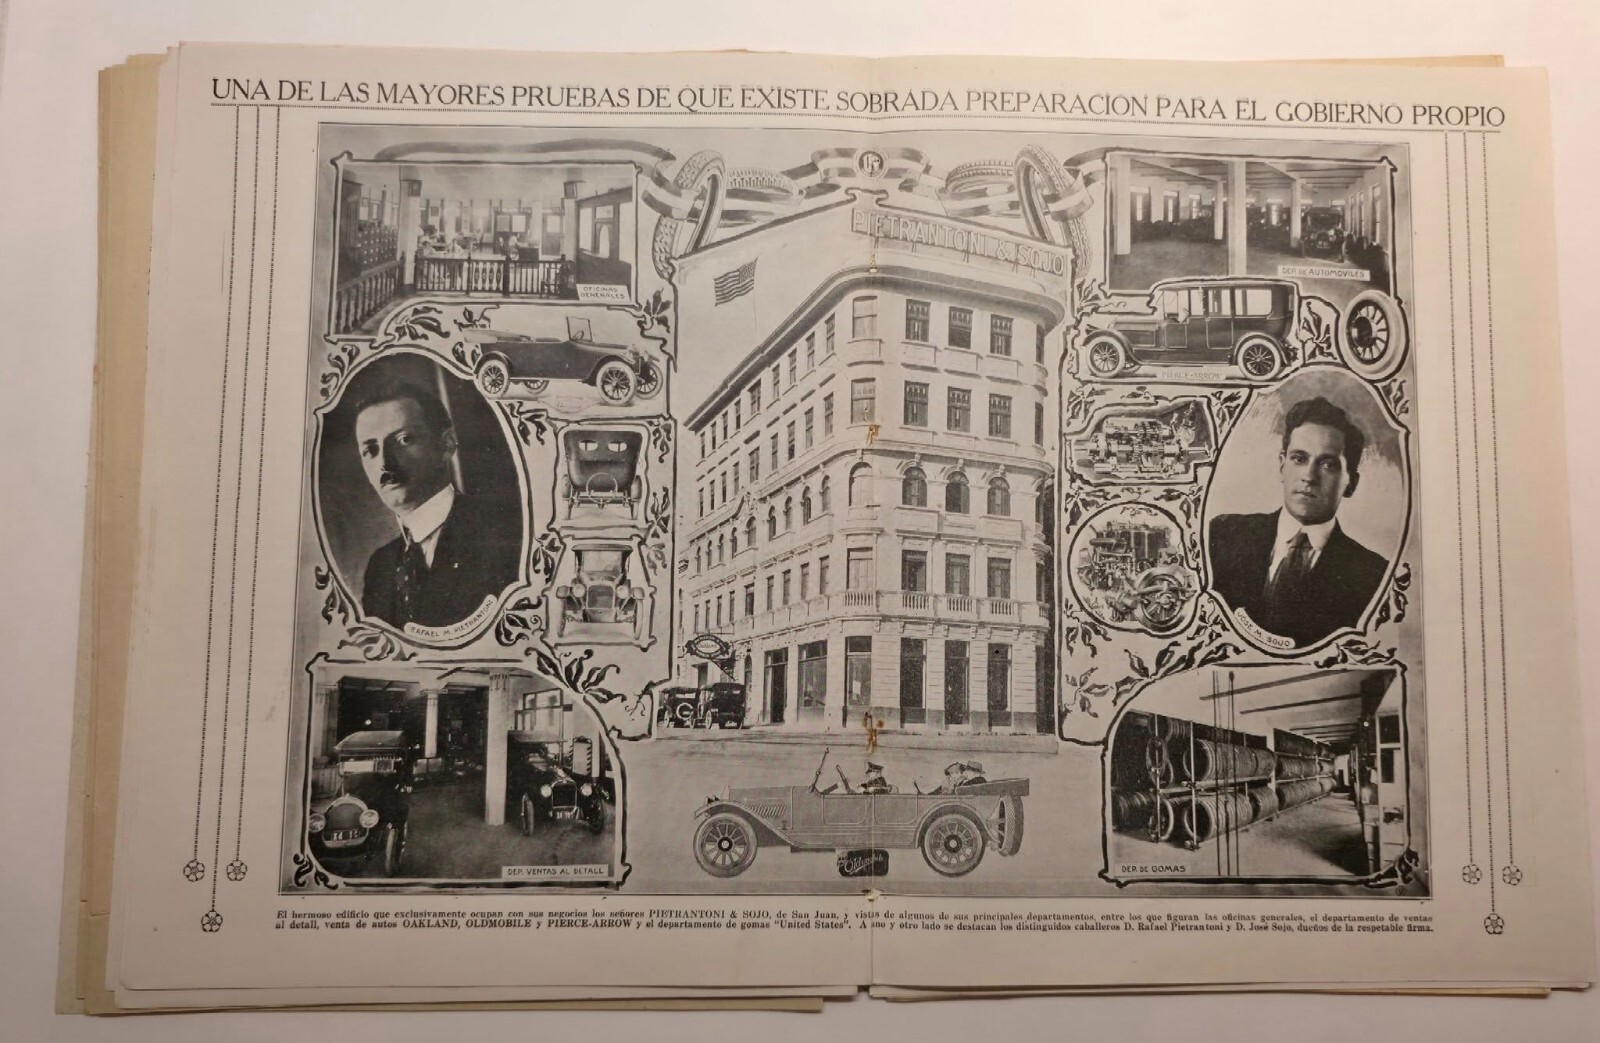 UNA DE LAS MAYORES PRUEBAS DE QUE EXISTE SOBRADA PREPARACION PARA EL GOBIERNO PROPIO
PIETRANTONI & SOJO
OFICINAS
GENERALES
DEP. DE AUTOMOVILES
PIERCE-ARROW
RAFAEL M. PIETRANTONI
JOSE M. SOJO
DEP. VENTAS AL DETALL
Oldsmobile
DEP. DE GOMAS
El hermoso edificio que exclusivamente ocupan con sus negocios los señores PIETRANTONI & SOJO, de San Juan, y vistas de algunos de sus principales departamentos, entre los que figuran las oficinas generales, el departamento de ventas
al detall, venta de autos OAKLAND, OLDMOBILE y PIERCE-ARROW y el departamento de gomas "United States". A uno y otro lado se destacan los distinguidos caballeros D. Rafael Pietrantoni y D. José Sojo, dueños de la respetable firma.